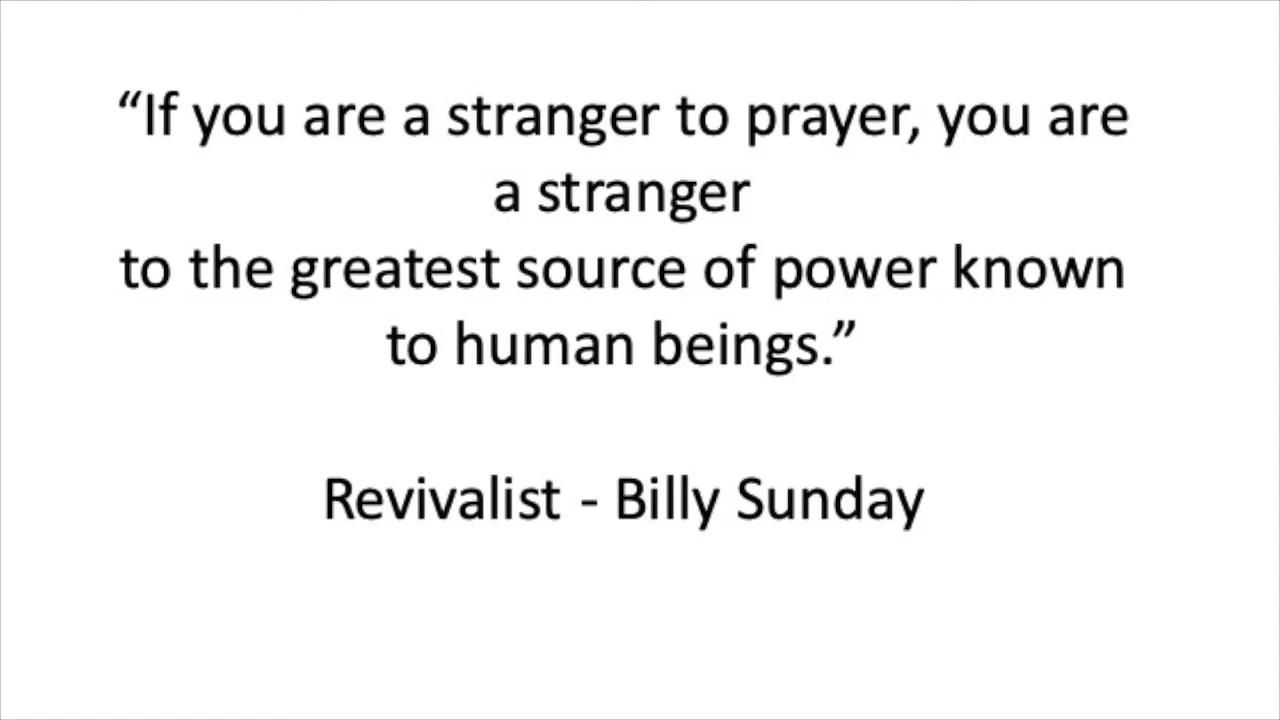 “If you are a stranger to prayer, you are
a stranger
to the greatest source of power known
to human beings.”
Revivalist - Billy Sunday